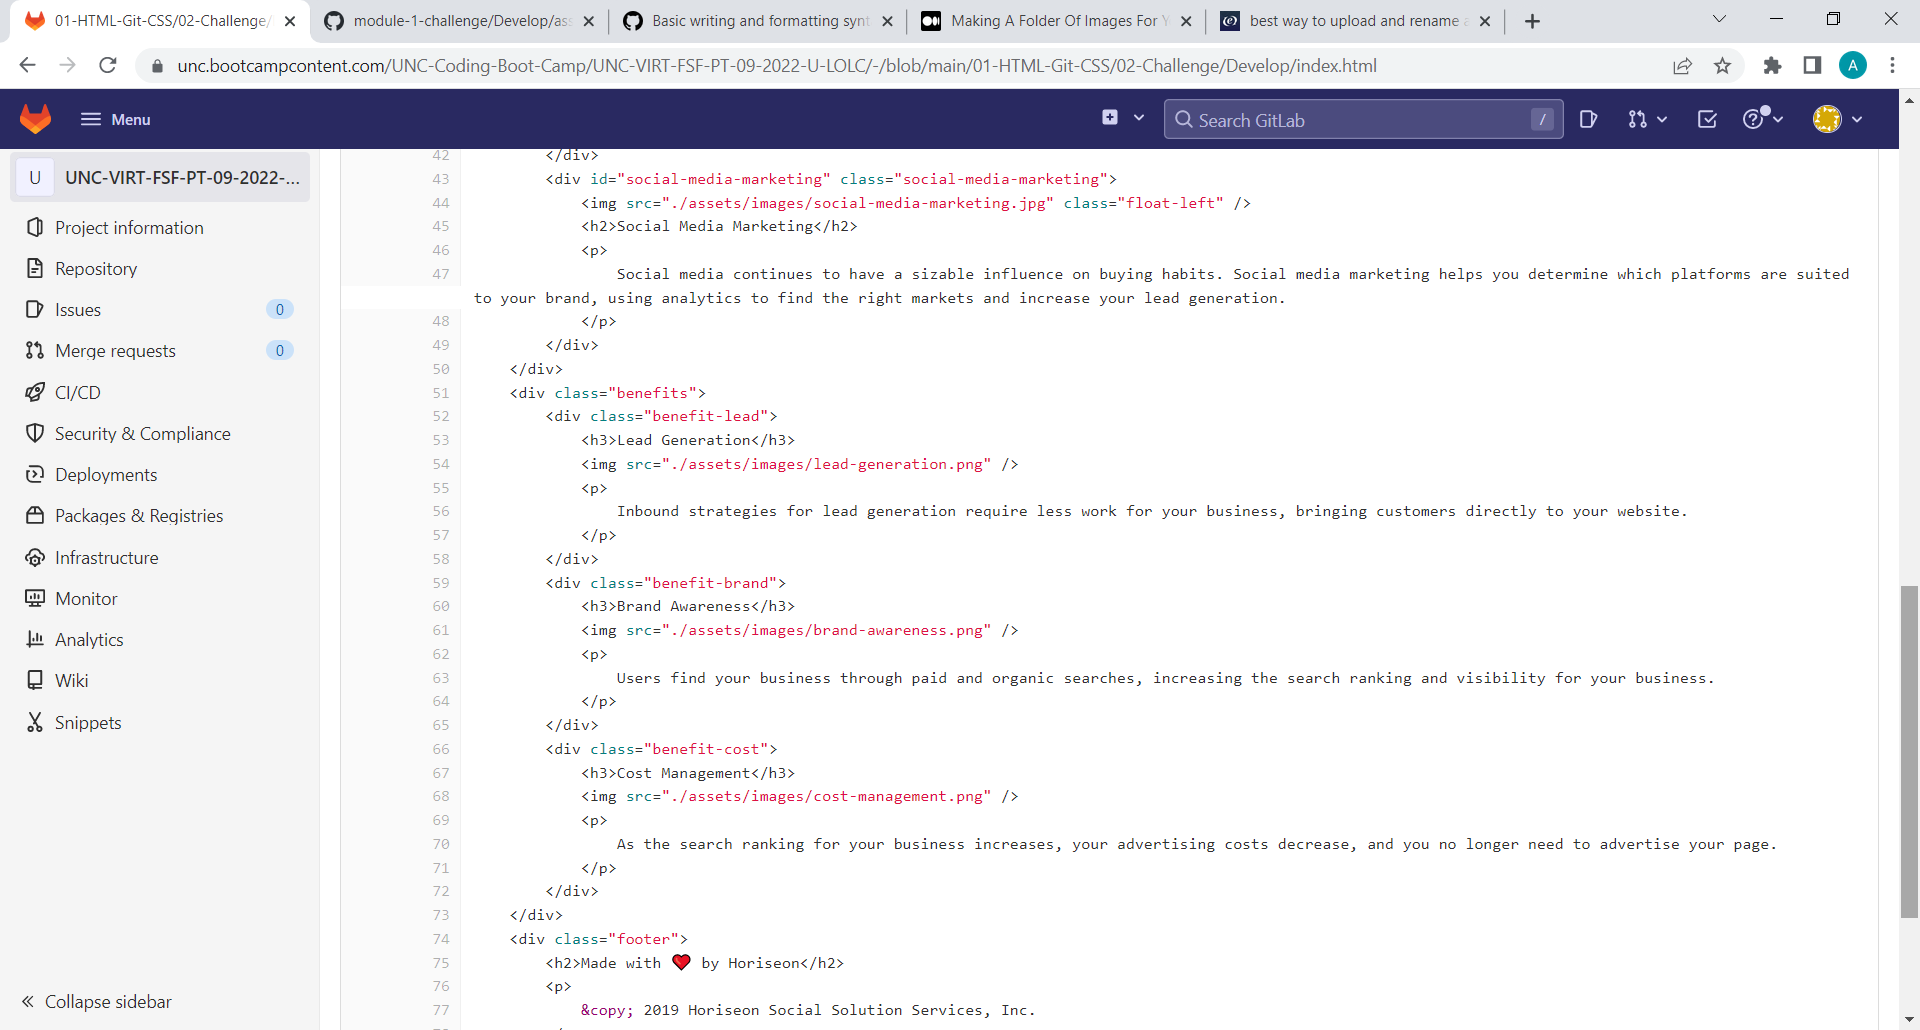 01-HTML-Git-CSS/02-Challenge/
module-1-challenge/Develop/ass
Basic writing and formatting synt
Making A Folder Of Images For Y
best way to upload and rename a
unc.bootcampcontent.com/UNC-Coding-Boot-Camp/UNC-VIRT-FSF-PT-09-2022-U-LOLC/-/blob/main/01-HTML-Git-CSS/02-Challenge/Develop/index.html
A
Menu
Search GitLab
/
U UNC-VIRT-FSF-PT-09-2022-...
Project information
Repository
Issues 0
Merge requests 0
CI/CD
Security & Compliance
Deployments
Packages & Registries
Infrastructure
Monitor
Analytics
Wiki
Snippets
Collapse sidebar
42 </div>
43 <div id="social-media-marketing" class="social-media-marketing">
44 <img src="./assets/images/social-media-marketing.jpg" class="float-left" />
45 <h2>Social Media Marketing</h2>
46 <p>
47 Social media continues to have a sizable influence on buying habits. Social media marketing helps you determine which platforms are suited
to your brand, using analytics to find the right markets and increase your lead generation.
48 </p>
49 </div>
50 </div>
51 <div class="benefits">
52 <div class="benefit-lead">
53 <h3>Lead Generation</h3>
54 <img src="./assets/images/lead-generation.png" />
55 <p>
56 Inbound strategies for lead generation require less work for your business, bringing customers directly to your website.
57 </p>
58 </div>
59 <div class="benefit-brand">
60 <h3>Brand Awareness</h3>
61 <img src="./assets/images/brand-awareness.png" />
62 <p>
63 Users find your business through paid and organic searches, increasing the search ranking and visibility for your business.
64 </p>
65 </div>
66 <div class="benefit-cost">
67 <h3>Cost Management</h3>
68 <img src="./assets/images/cost-management.png" />
69 <p>
70 As the search ranking for your business increases, your advertising costs decrease, and you no longer need to advertise your page.
71 </p>
72 </div>
73 </div>
74 <div class="footer">
75 <h2>Made with ❤️ by Horiseon</h2>
76 <p>
77 &copy; 2019 Horiseon Social Solution Services, Inc.